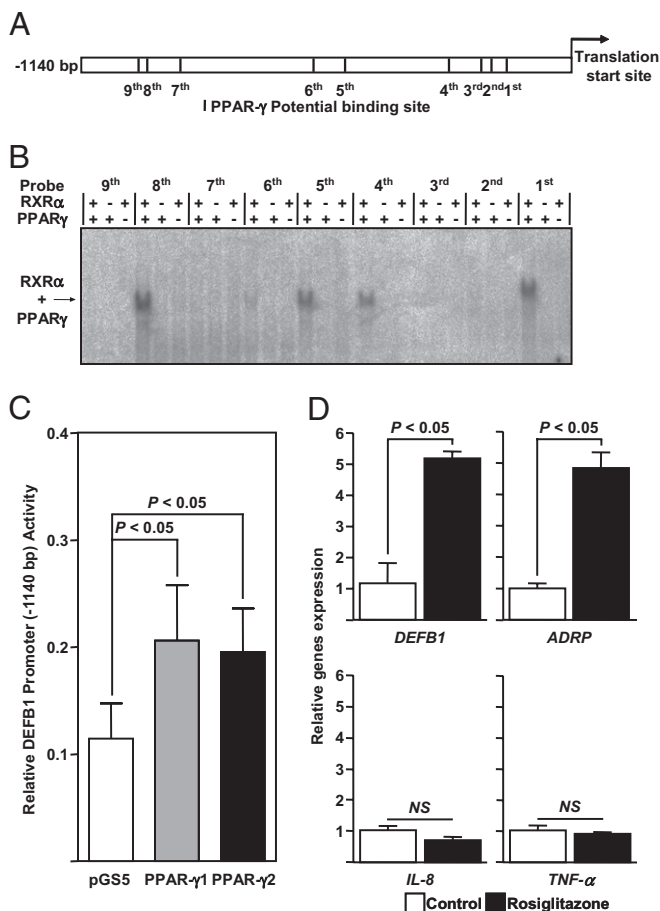 A
-1140 bp
Translation
start site
9th 8th 7th 6th 5th 4th 3rd 2nd 1st
I PPAR-γ Potential binding site
B
Probe 9th 8th 7th 6th 5th 4th 3rd 2nd 1st
RXRα + - + + - + + - + + - + + - + + - + + - + + - + + - +
PPARγ + + - + + - + + - + + - + + - + + - + + - + + - + + -
RXRα
+ →
PPARγ
C
Relative DEFB1 Promoter (-1140 bp) Activity
0.4
0.3
0.2
0.1
P < 0.05
P < 0.05
pGS5 PPAR-γ1 PPAR-γ2
D
Relative genes expression
P < 0.05 P < 0.05
6
5
4
3
2
1
DEFB1 ADRP
6
5
4
3
2
1
NS NS
IL-8 TNF-α
Control Rosiglitazone